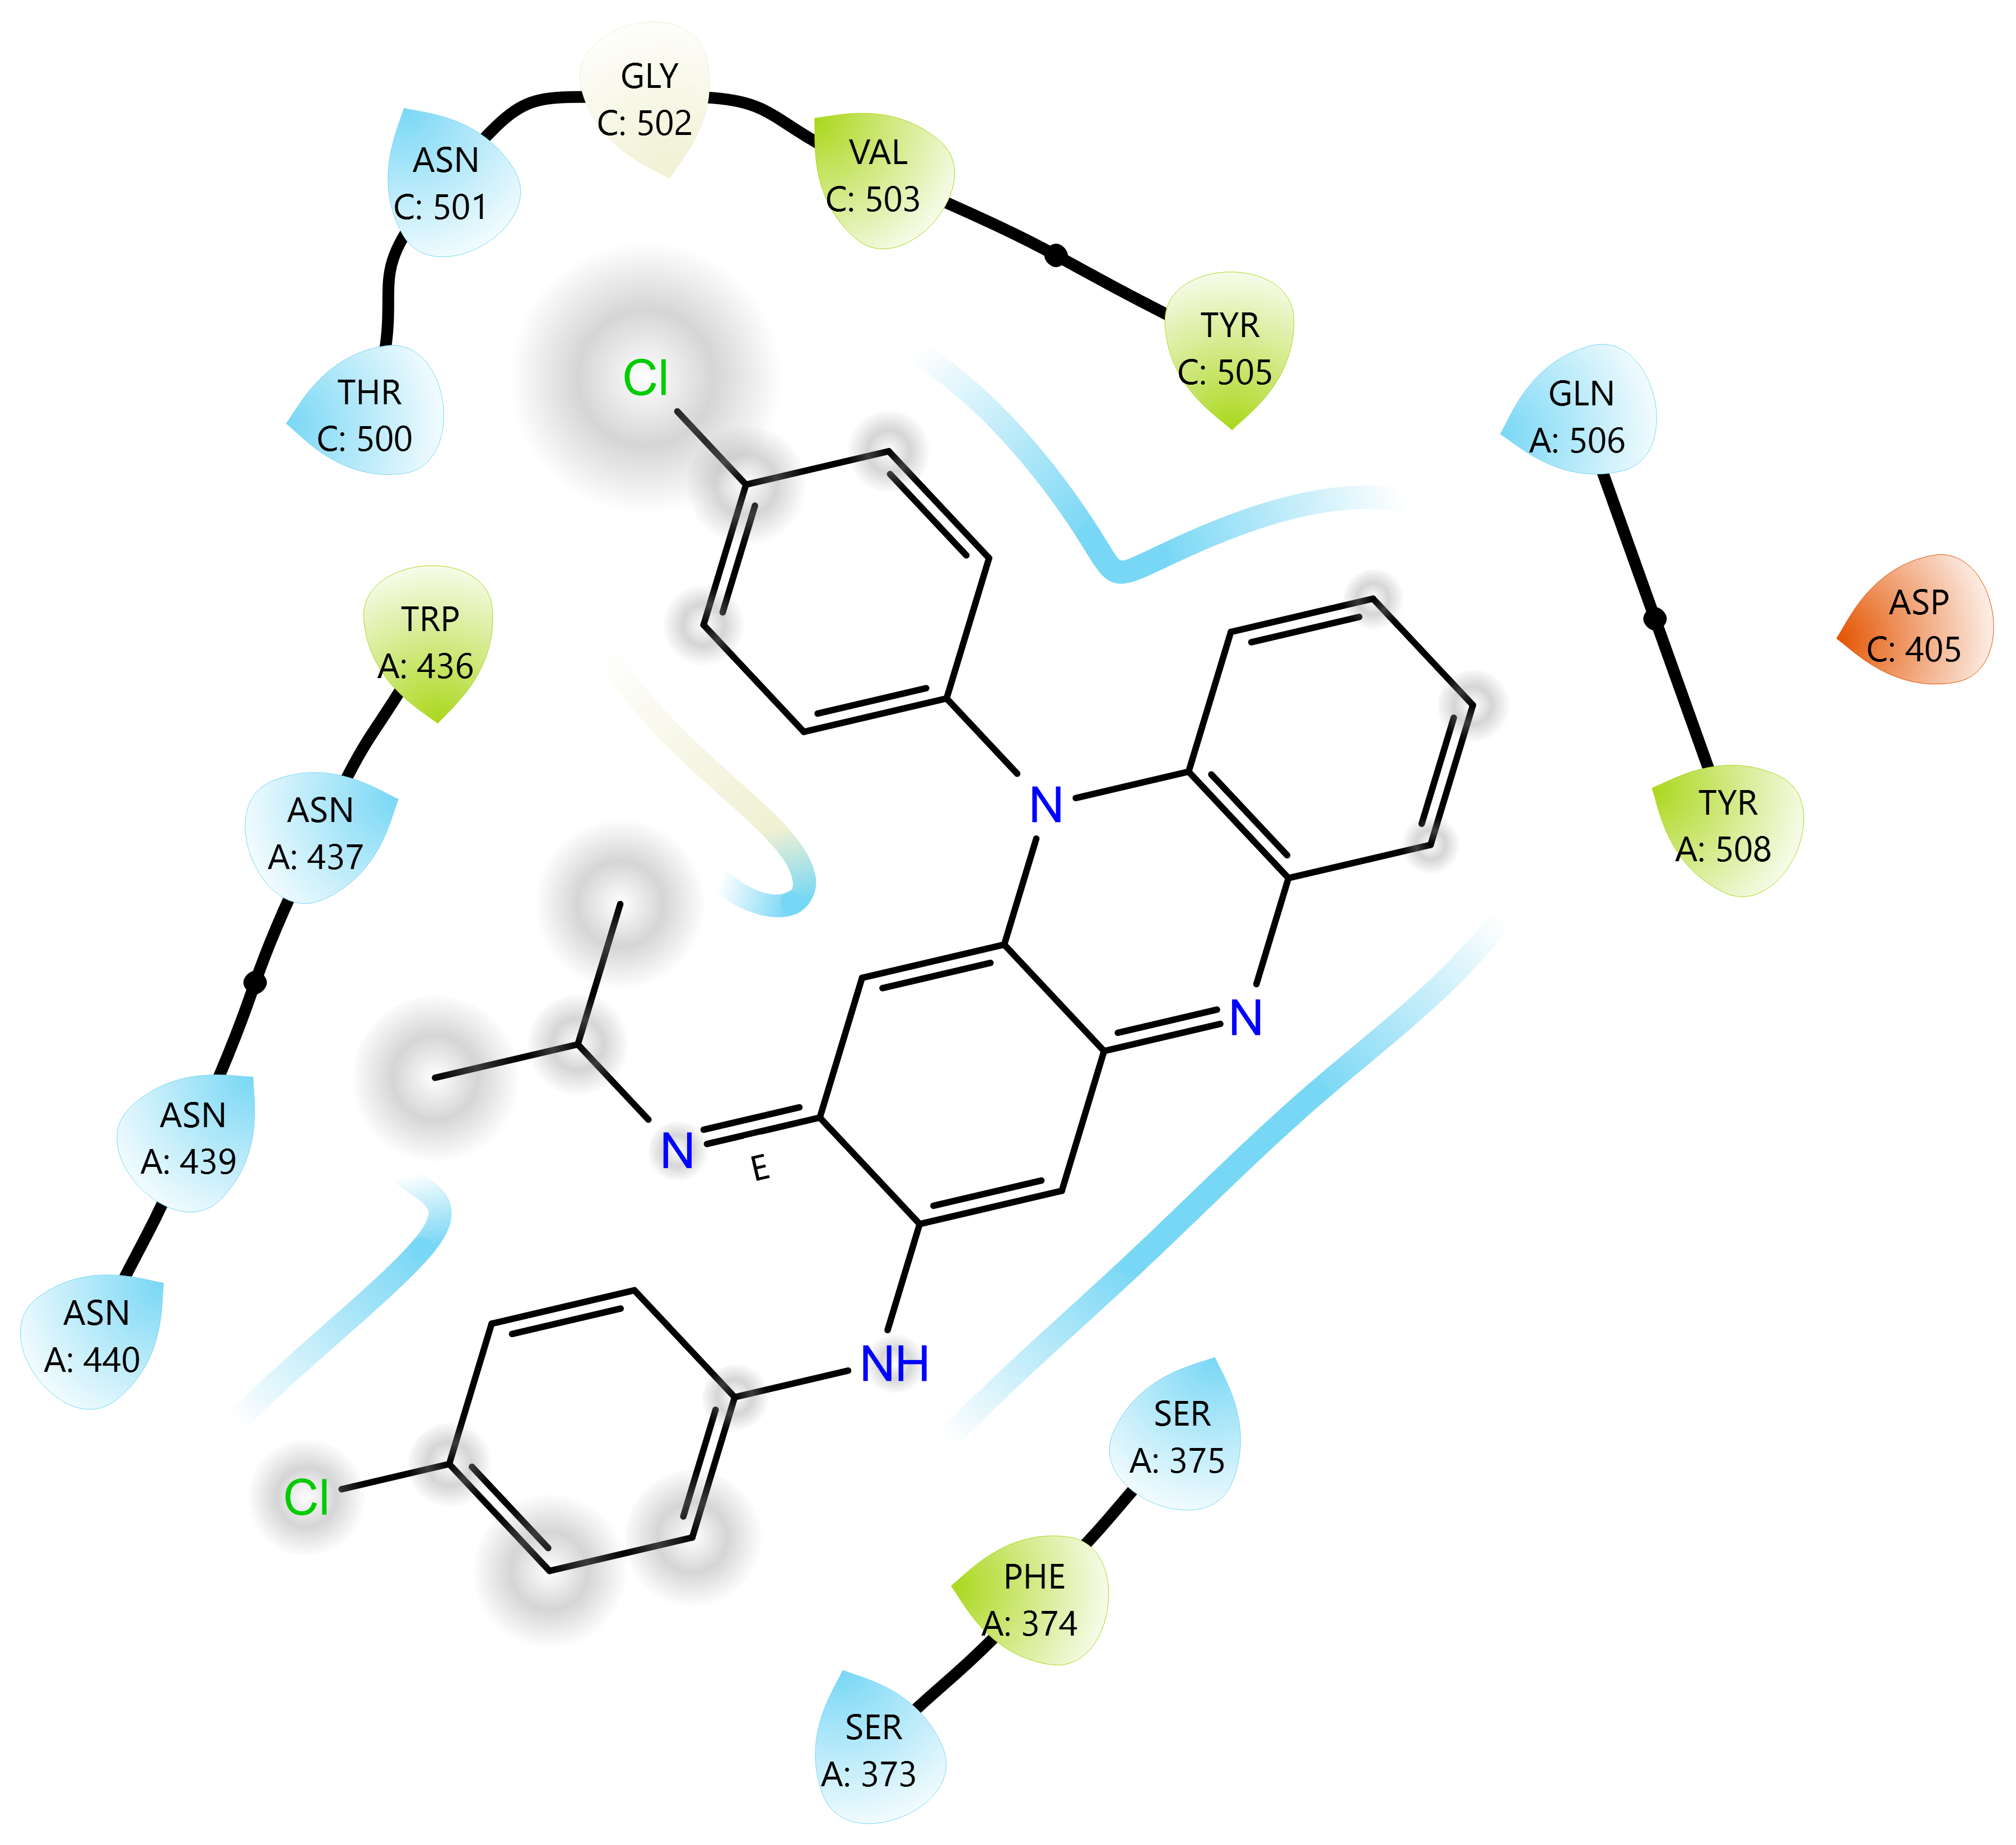 GLY
C: 502
VAL
C: 503
ASN
C: 501
TYR
C: 505
THR
C: 500
Cl
GLN
A: 506
ASP
C: 405
TRP
A: 436
ASN
A: 437
N
TYR
A: 508
N
ASN
A: 439
N
E
ASN
A: 440
NH
Cl
SER
A: 375
PHE
A: 374
SER
A: 373